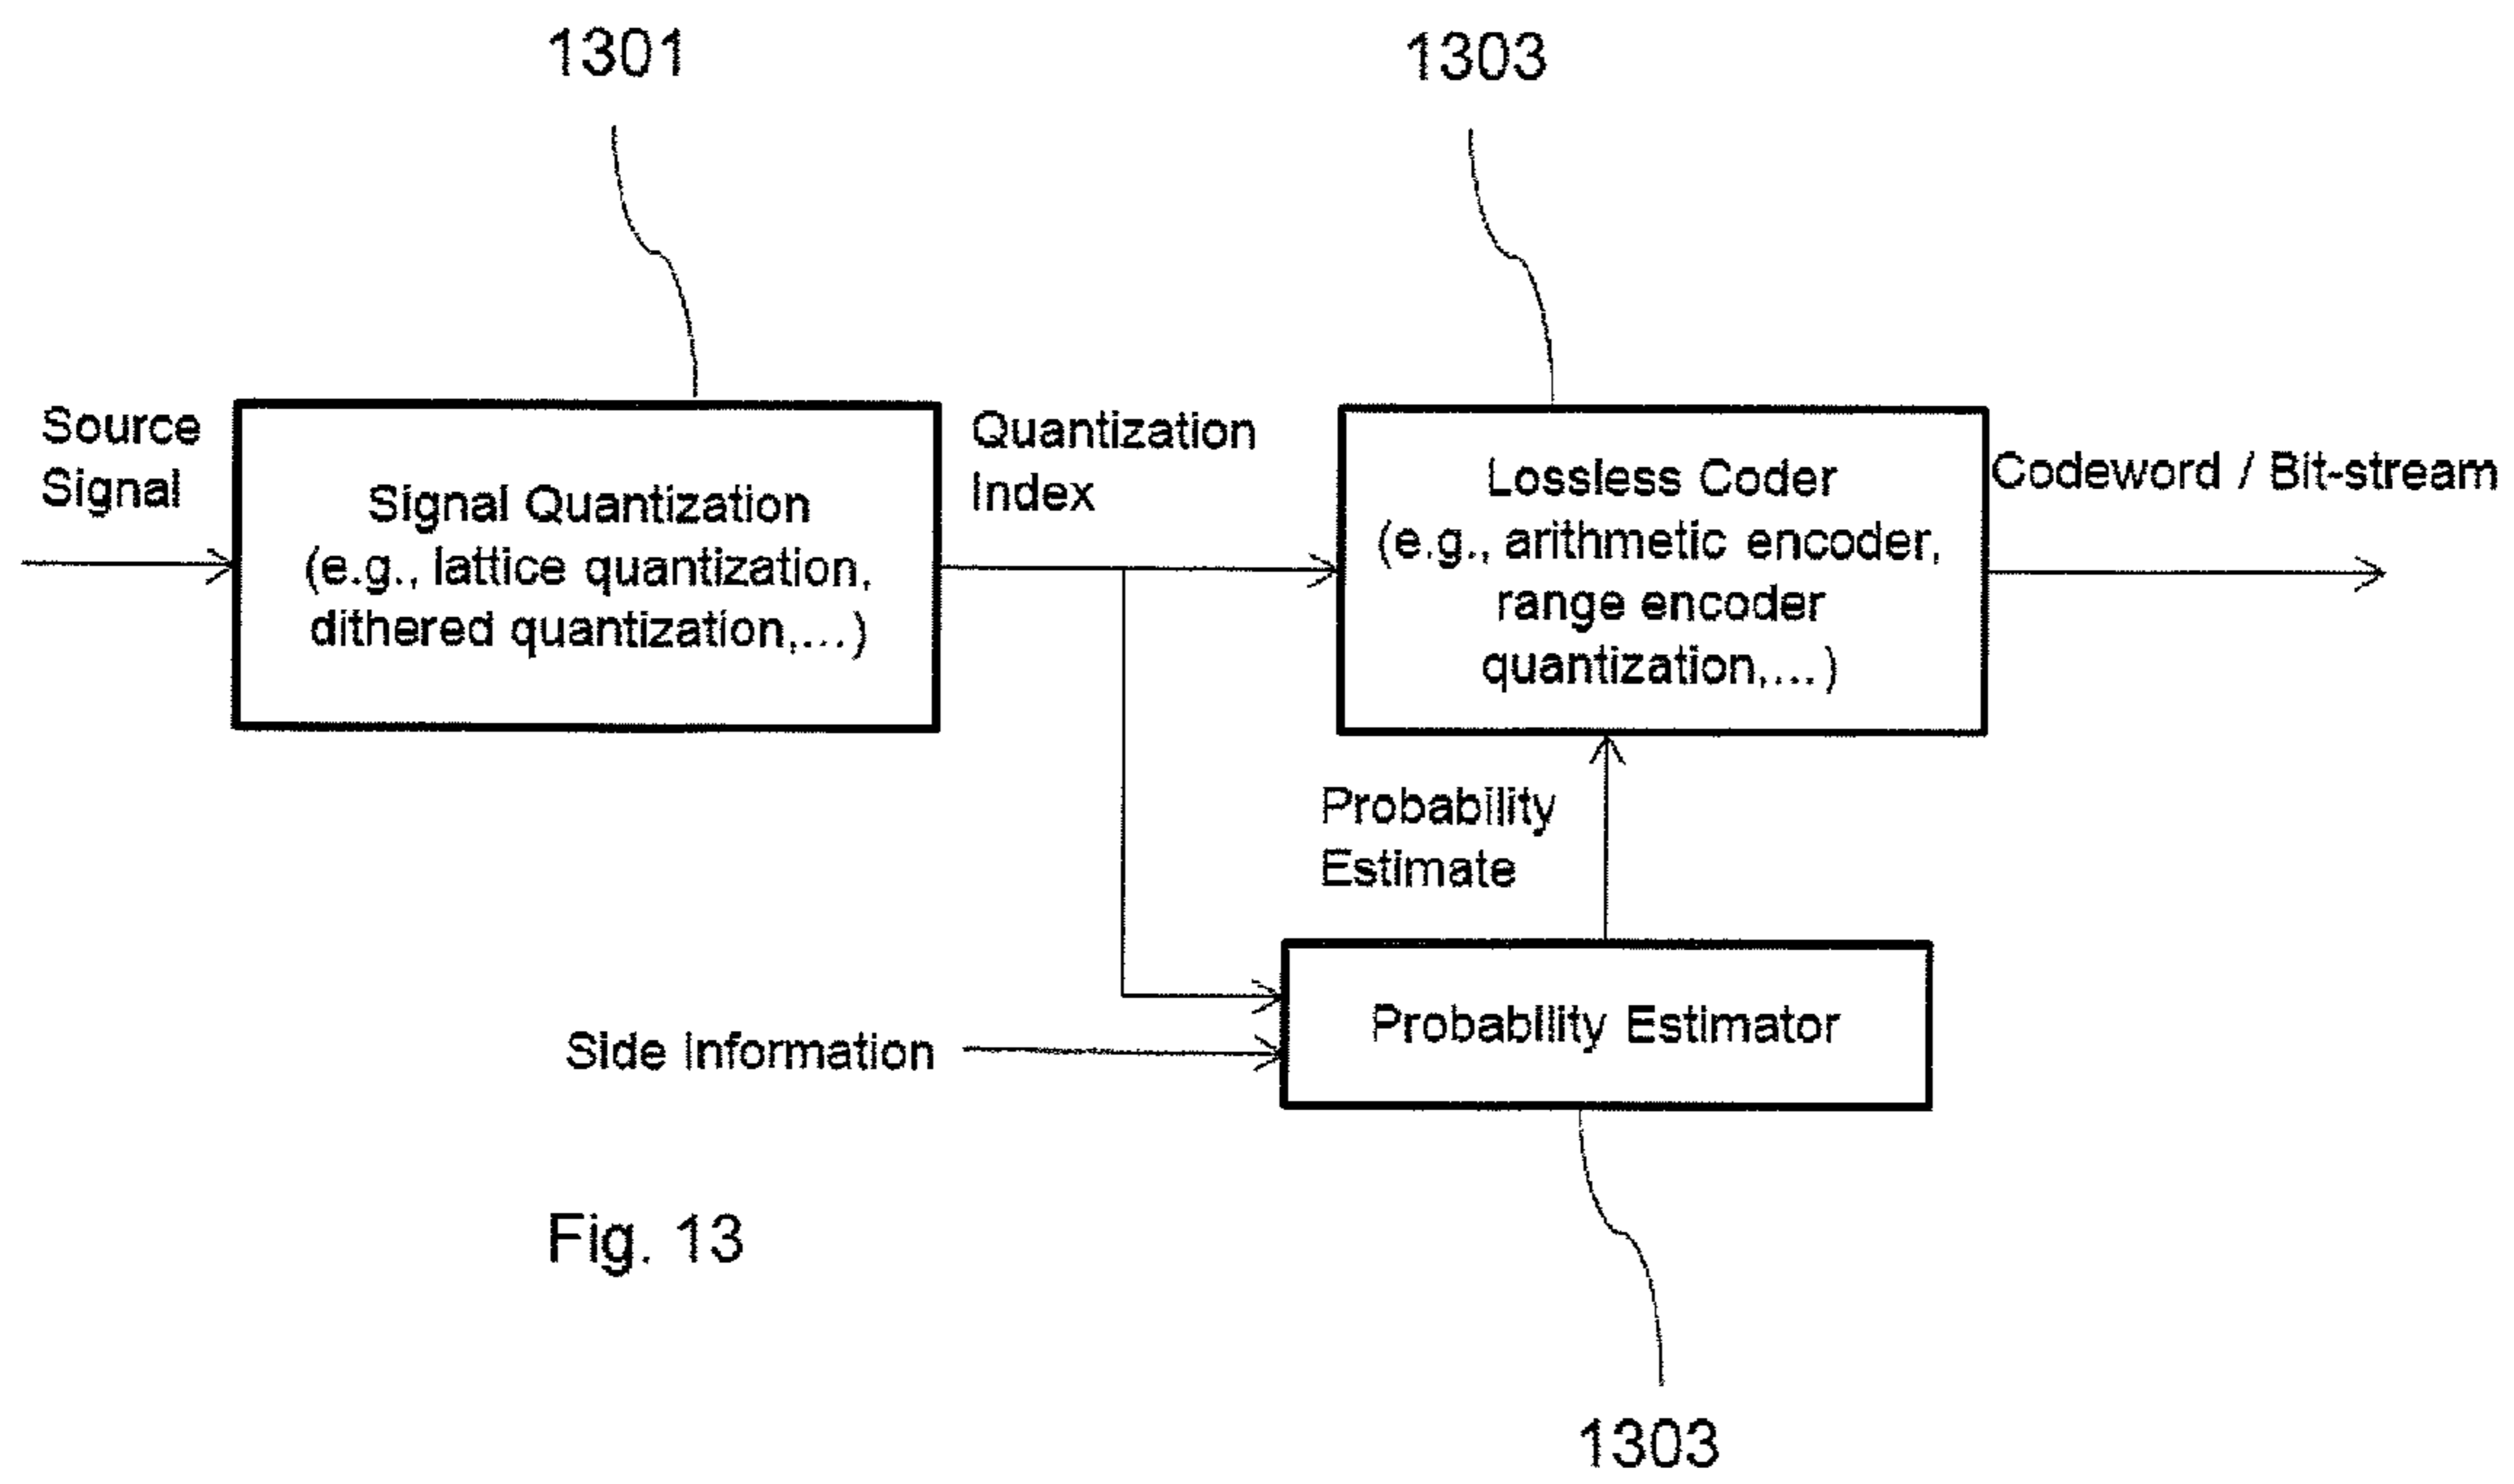 1301
1303
Source
Signal
Signal Quantization
(e.g., lattice quantization,
dithered quantization,...)
Quantization
Index
Lossless Coder
(e.g., arithmetic encoder,
range encoder
quantization,...)
Codeword / Bit-stream
Probability
Estimate
Side Information
Probability Estimator
Fig. 13
1303